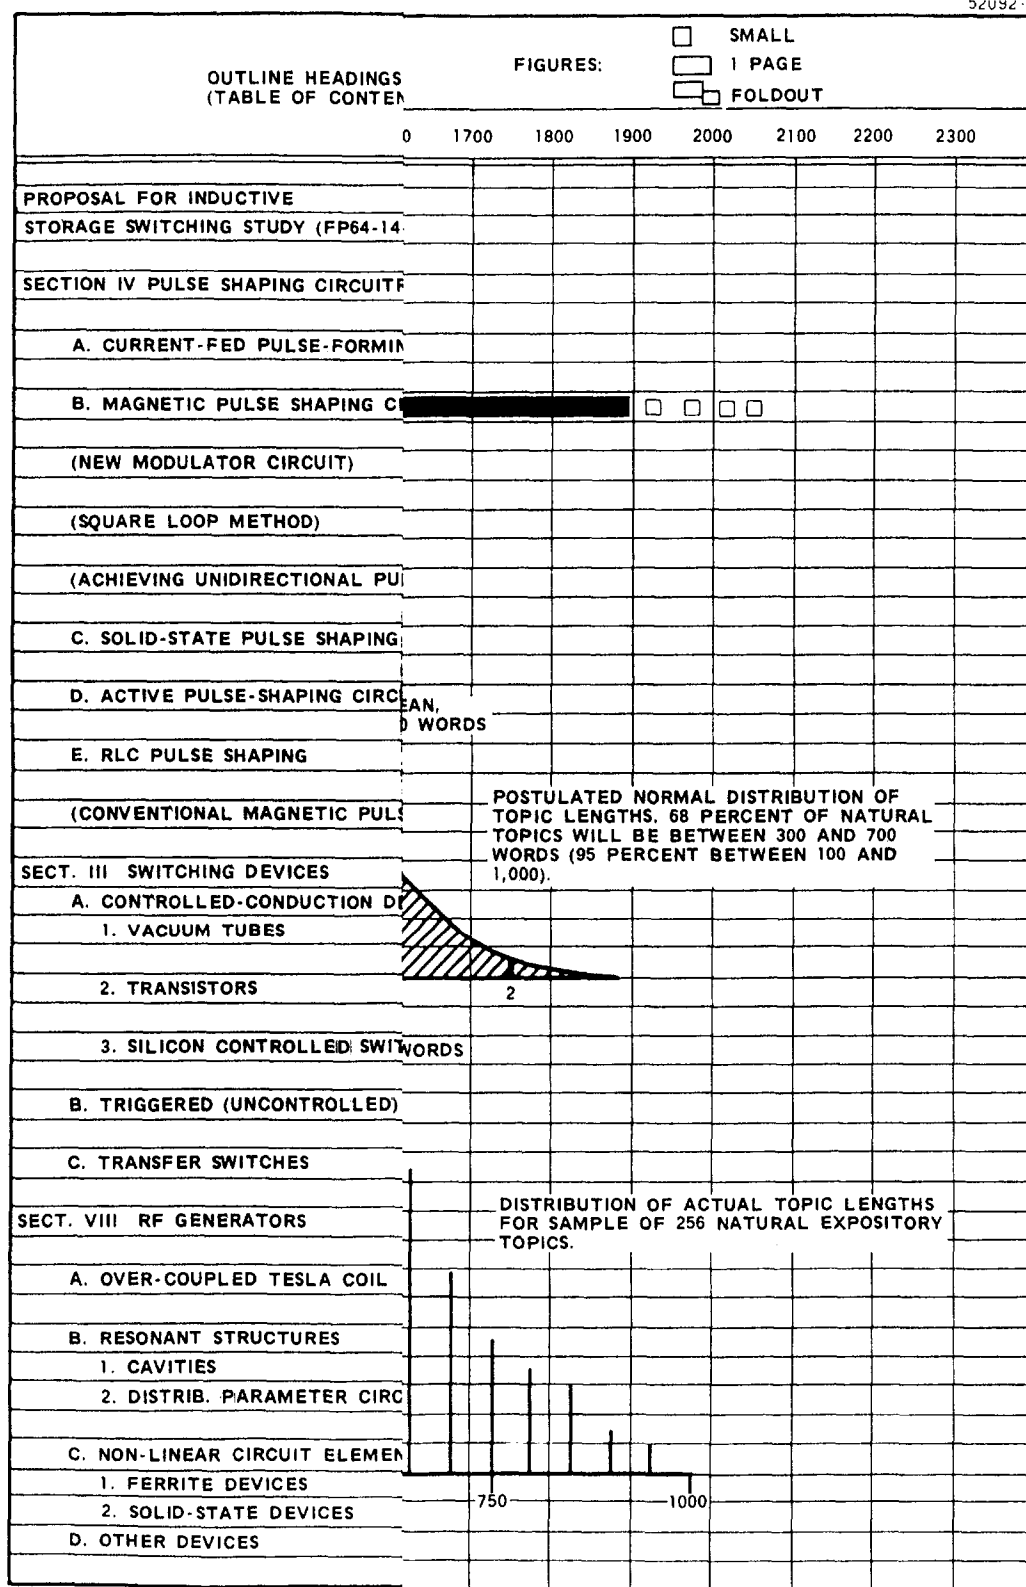 52092-
OUTLINE HEADINGS
(TABLE OF CONTEN
FIGURES:
SMALL
1 PAGE
FOLDOUT
0 1700 1800 1900 2000 2100 2200 2300
PROPOSAL FOR INDUCTIVE
STORAGE SWITCHING STUDY (FP64-14
SECTION IV PULSE SHAPING CIRCUITR
A. CURRENT-FED PULSE-FORMIN
B. MAGNETIC PULSE SHAPING CI
(NEW MODULATOR CIRCUIT)
(SQUARE LOOP METHOD)
(ACHIEVING UNIDIRECTIONAL PUL
C. SOLID-STATE PULSE SHAPING
D. ACTIVE PULSE-SHAPING CIRC
EAN,
0 WORDS
E. RLC PULSE SHAPING
(CONVENTIONAL MAGNETIC PULS
POSTULATED NORMAL DISTRIBUTION OF
TOPIC LENGTHS. 68 PERCENT OF NATURAL
TOPICS WILL BE BETWEEN 300 AND 700
WORDS (95 PERCENT BETWEEN 100 AND
1,000).
SECT. III SWITCHING DEVICES
A. CONTROLLED-CONDUCTION DE
1. VACUUM TUBES
2. TRANSISTORS
2
3. SILICON CONTROLLED SWIT
WORDS
B. TRIGGERED (UNCONTROLLED)
C. TRANSFER SWITCHES
SECT. VIII RF GENERATORS
DISTRIBUTION OF ACTUAL TOPIC LENGTHS
FOR SAMPLE OF 256 NATURAL EXPOSITORY
TOPICS.
A. OVER-COUPLED TESLA COIL
B. RESONANT STRUCTURES
1. CAVITIES
2. DISTRIB. PARAMETER CIRC
C. NON-LINEAR CIRCUIT ELEMEN
1. FERRITE DEVICES
750 1000
2. SOLID-STATE DEVICES
D. OTHER DEVICES